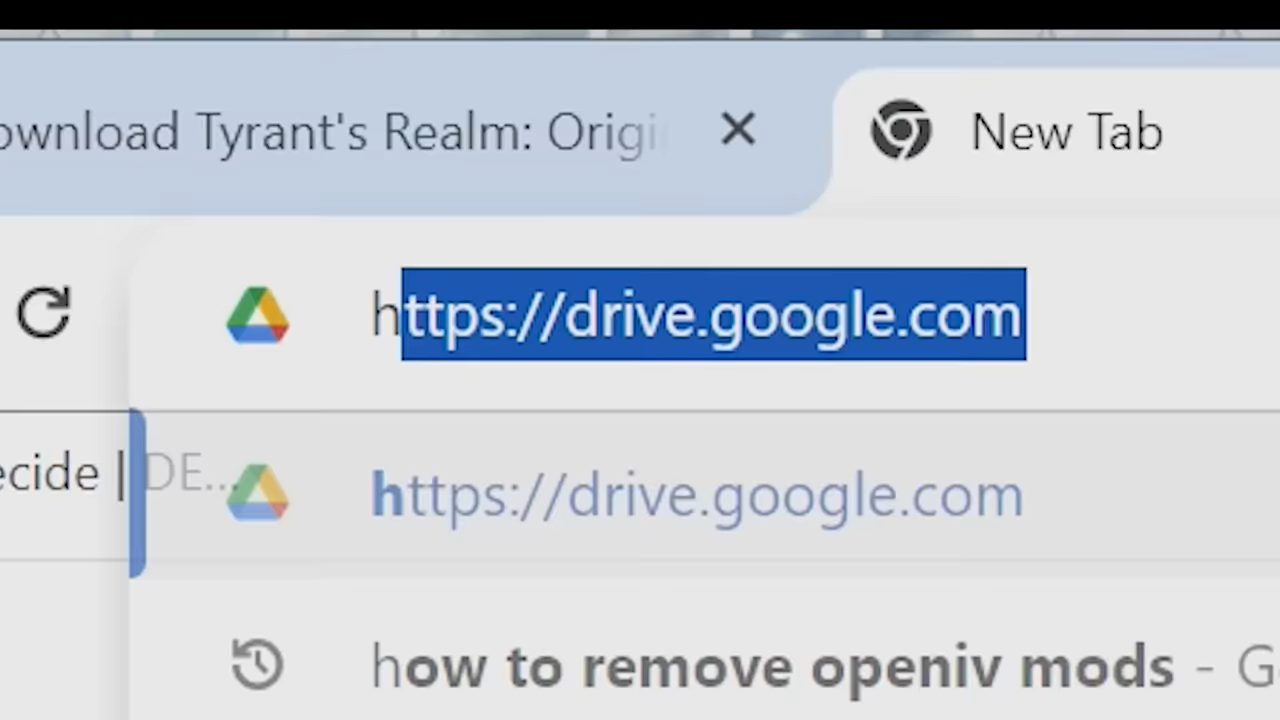 ownload Tyrant's Realm: Origi
New Tab
https://drive.google.com
ecide | DE...
https://drive.google.com
how to remove openiv mods - G